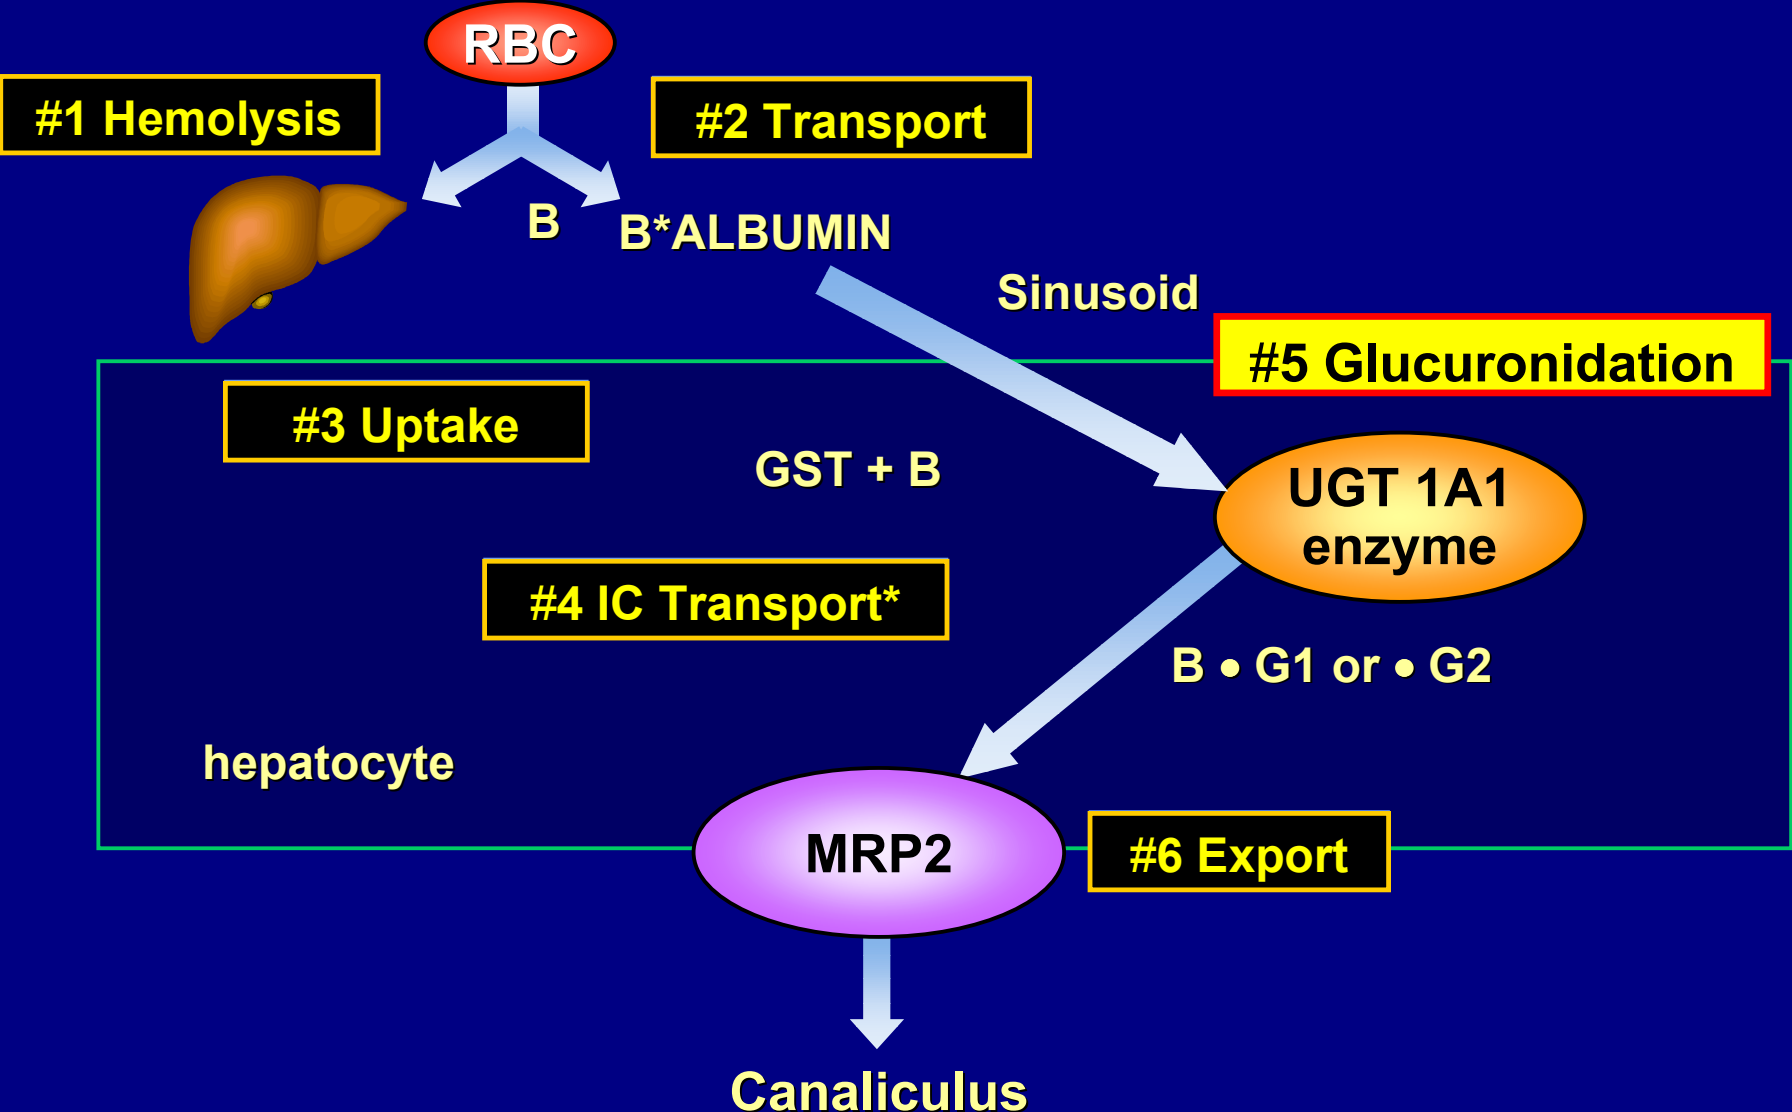 RBC
#1 Hemolysis
#2 Transport
B
B*ALBUMIN
Sinusoid
#5 Glucuronidation
#3 Uptake
GST + B
UGT 1A1
enzyme
#4 IC Transport*
B • G1 or • G2
hepatocyte
MRP2
#6 Export
Canaliculus